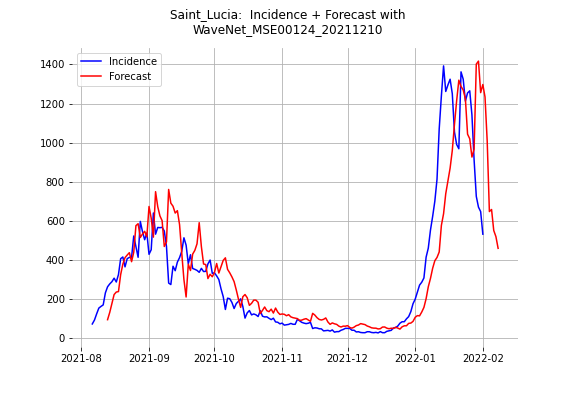 Saint_Lucia:  Incidence + Forecast with
WaveNet_MSE00124_20211210
Incidence
Forecast
1400
1200
1000
800
600
400
200
0
2021-08 2021-09 2021-10 2021-11 2021-12 2022-01 2022-02